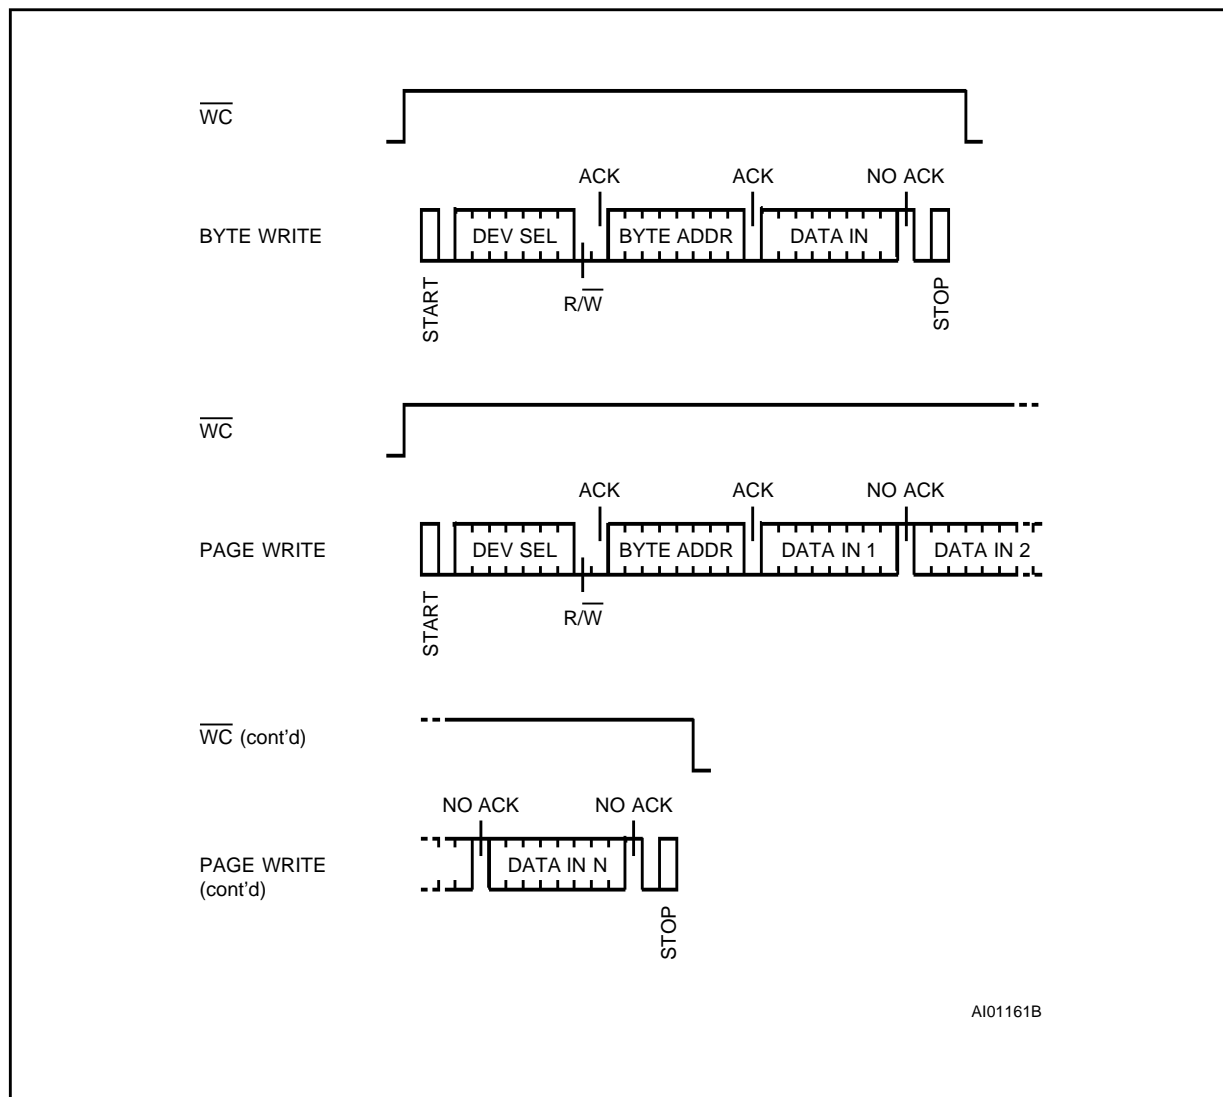 WC
ACK ACK NO ACK
BYTE WRITE DEV SEL BYTE ADDR DATA IN
R/W
START STOP
WC
ACK ACK NO ACK
PAGE WRITE DEV SEL BYTE ADDR DATA IN 1 DATA IN 2
R/W
START
WC (cont'd)
NO ACK NO ACK
PAGE WRITE DATA IN N
(cont'd)
STOP
AI01161B